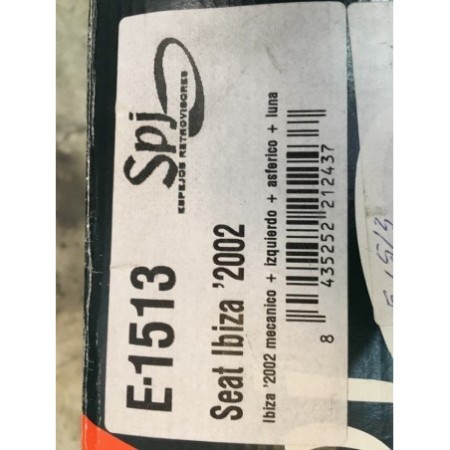 Spj
ESPEJOS RETROVISORES
E-1513
Seat Ibiza '2002
Ibiza '2002 mecanico + izquierdo + asferico + luna
8 435252 212437